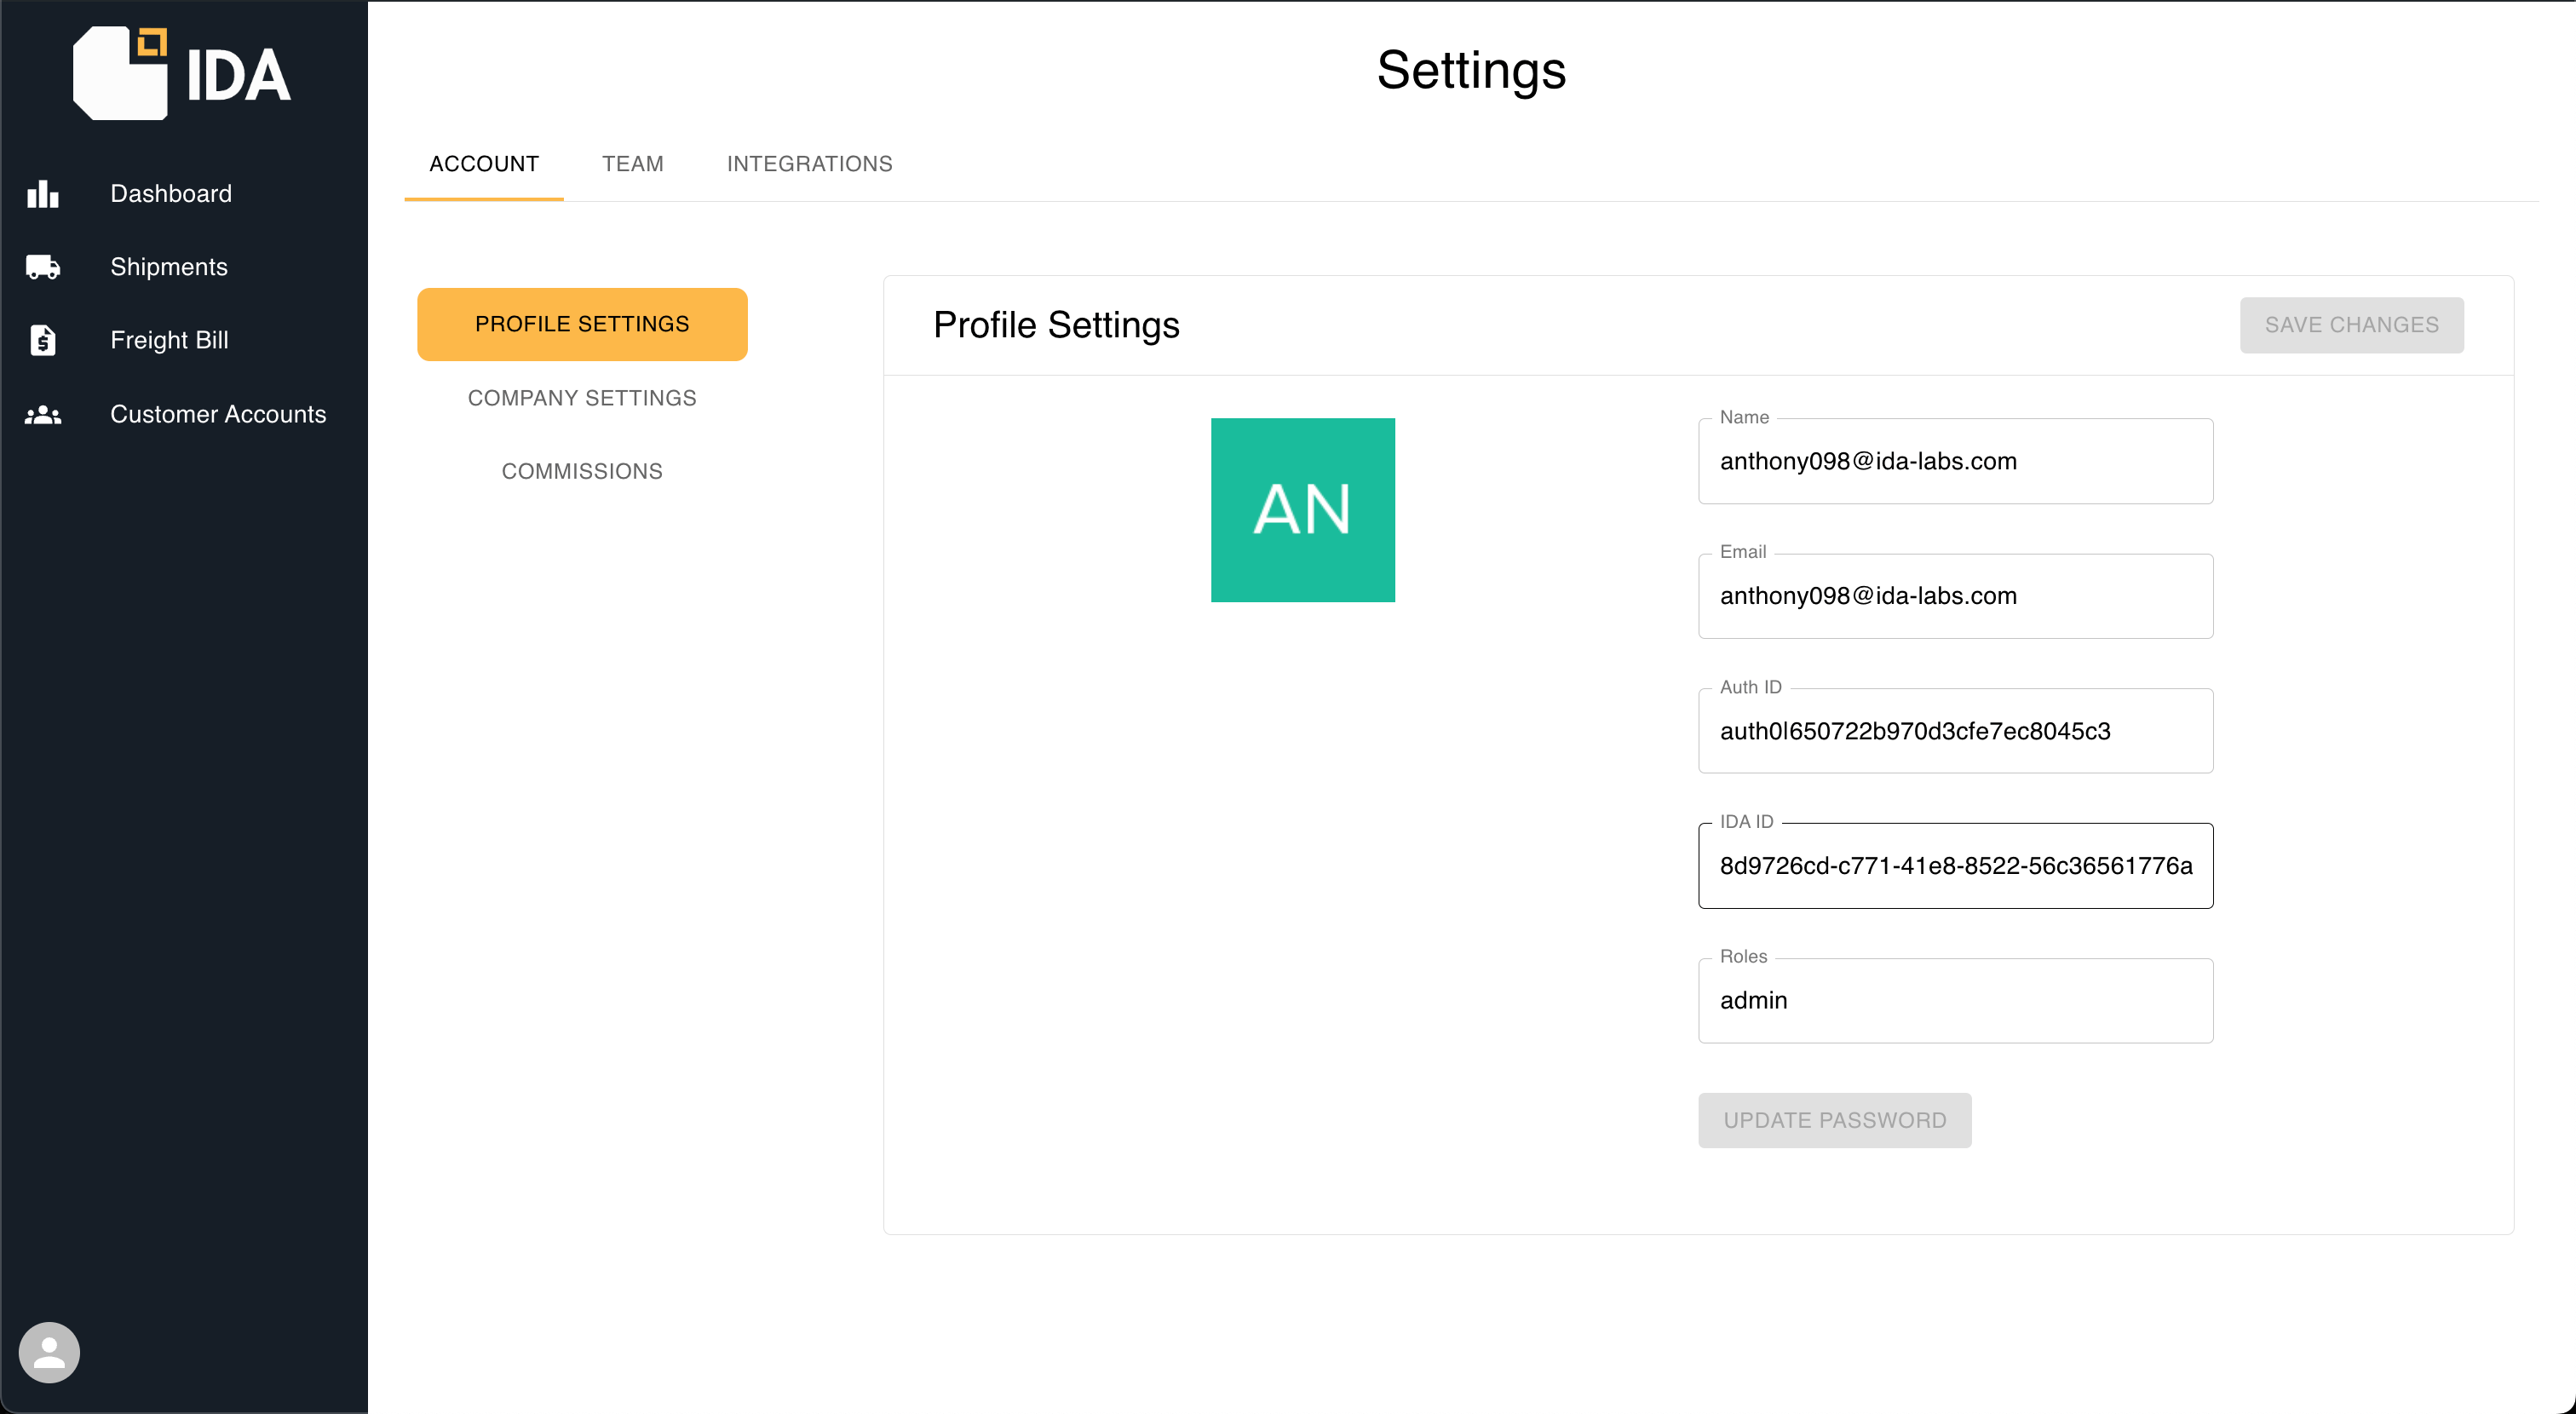 IDA
Dashboard
Shipments
Freight Bill
Customer Accounts
Settings
ACCOUNT
TEAM
INTEGRATIONS
PROFILE SETTINGS
COMPANY SETTINGS
COMMISSIONS
Profile Settings
SAVE CHANGES
AN
Name
anthony098@ida-labs.com
Email
anthony098@ida-labs.com
Auth ID
auth0|650722b970d3cfe7ec8045c3
IDA ID
8d9726cd-c771-41e8-8522-56c36561776a
Roles
admin
UPDATE PASSWORD